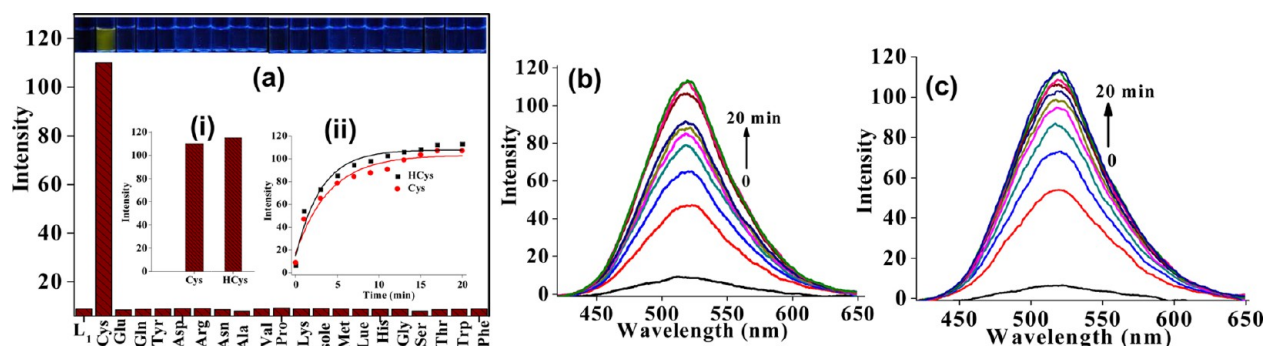 (a)
Intensity
120
100
80
60
40
20
L1
Cys
Glu
Gln
Tyr
Asp
Arg
Asn
Ala
Val
Pro
Lys
sole
Met
Lue
His
Gly
Ser
Thr
Trp
Phe
(i)
Intensity
120
100
80
60
40
20
0
Cys HCys
(ii)
Intensity
120
100
80
60
40
20
0
HCys
Cys
0 5 10 15 20
Time (min)
(b)
Intensity
120
100
80
60
40
20
0
20 min
0
450 500 550 600 650
Wavelength (nm)
(c)
Intensity
120
100
80
60
40
20
0
20 min
0
450 500 550 600 650
Wavelength (nm)